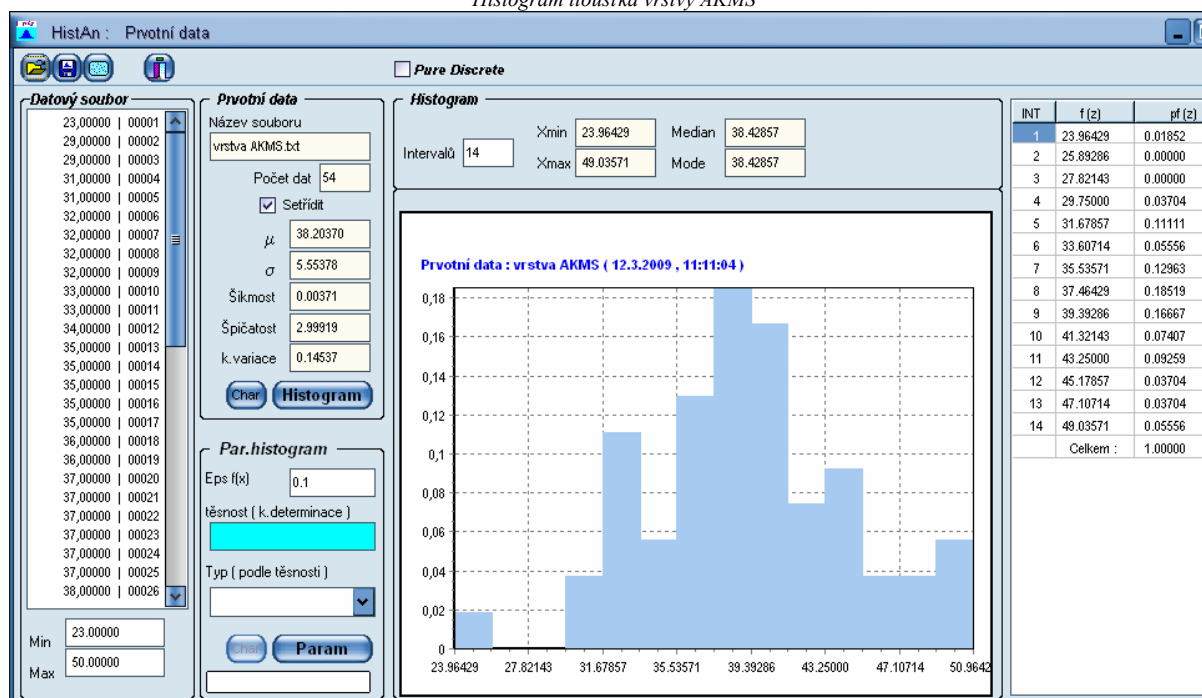 Histogram tloušťka vrstvy AKMS
HistAn : Prvotní data
Pure Discrete
Datový soubor
23,00000 | 00001
29,00000 | 00002
29,00000 | 00003
31,00000 | 00004
31,00000 | 00005
32,00000 | 00006
32,00000 | 00007
32,00000 | 00008
32,00000 | 00009
33,00000 | 00010
33,00000 | 00011
34,00000 | 00012
35,00000 | 00013
35,00000 | 00014
35,00000 | 00015
35,00000 | 00016
35,00000 | 00017
36,00000 | 00018
36,00000 | 00019
37,00000 | 00020
37,00000 | 00021
37,00000 | 00022
37,00000 | 00023
37,00000 | 00024
37,00000 | 00025
38,00000 | 00026
Min 23.00000
Max 50.00000
Prvotní data
Název souboru
vrstva AKMS.txt
Počet dat 54
Setřídit
μ 38.20370
σ 5.55378
Šikmost 0.00371
Špičatost 2.99919
k.variace 0.14537
Char Histogram
Par.histogram
Eps f(x) 0.1
těsnost ( k.determinace )
Typ ( podle těsnosti )
Char Param
Histogram
Intervalů 14
Xmin 23.96429 Median 38.42857
Xmax 49.03571 Mode 38.42857
Prvotní data : vrstva AKMS ( 12.3.2009 , 11:11:04 )
0,18
0,16
0,14
0,12
0,1
0,08
0,06
0,04
0,02
0
23.96429 27.82143 31.67857 35.53571 39.39286 43.25000 47.10714 50.9642
INT f (z) pf (z)
1 23.96429 0.01852
2 25.89286 0.00000
3 27.82143 0.00000
4 29.75000 0.03704
5 31.67857 0.11111
6 33.60714 0.05556
7 35.53571 0.12963
8 37.46429 0.18519
9 39.39286 0.16667
10 41.32143 0.07407
11 43.25000 0.09259
12 45.17857 0.03704
13 47.10714 0.03704
14 49.03571 0.05556
Celkem : 1.00000